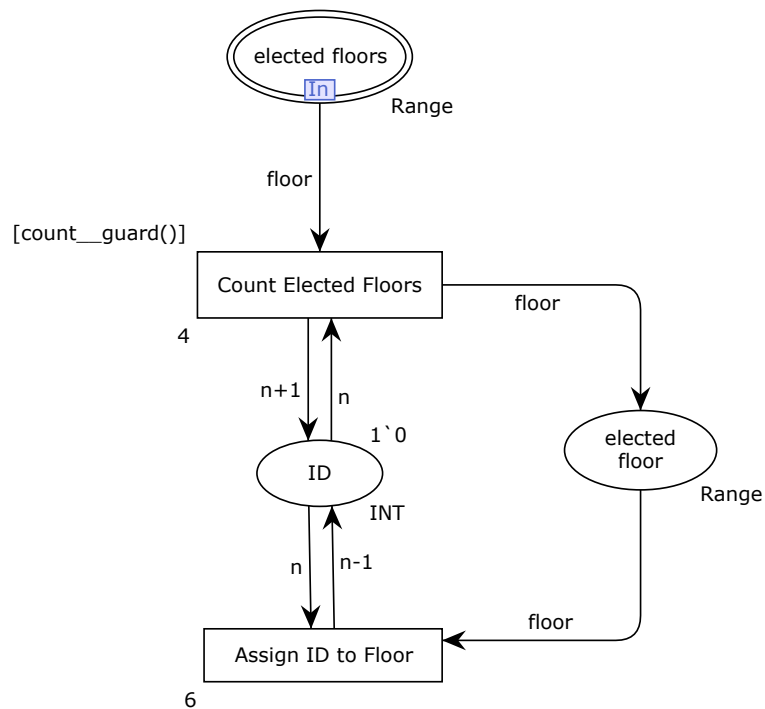 elected floors
In
Range
floor
[count__guard()]
Count Elected Floors
floor
4
n+1
n
1`0
elected
floor
ID
Range
INT
n
n-1
floor
Assign ID to Floor
6